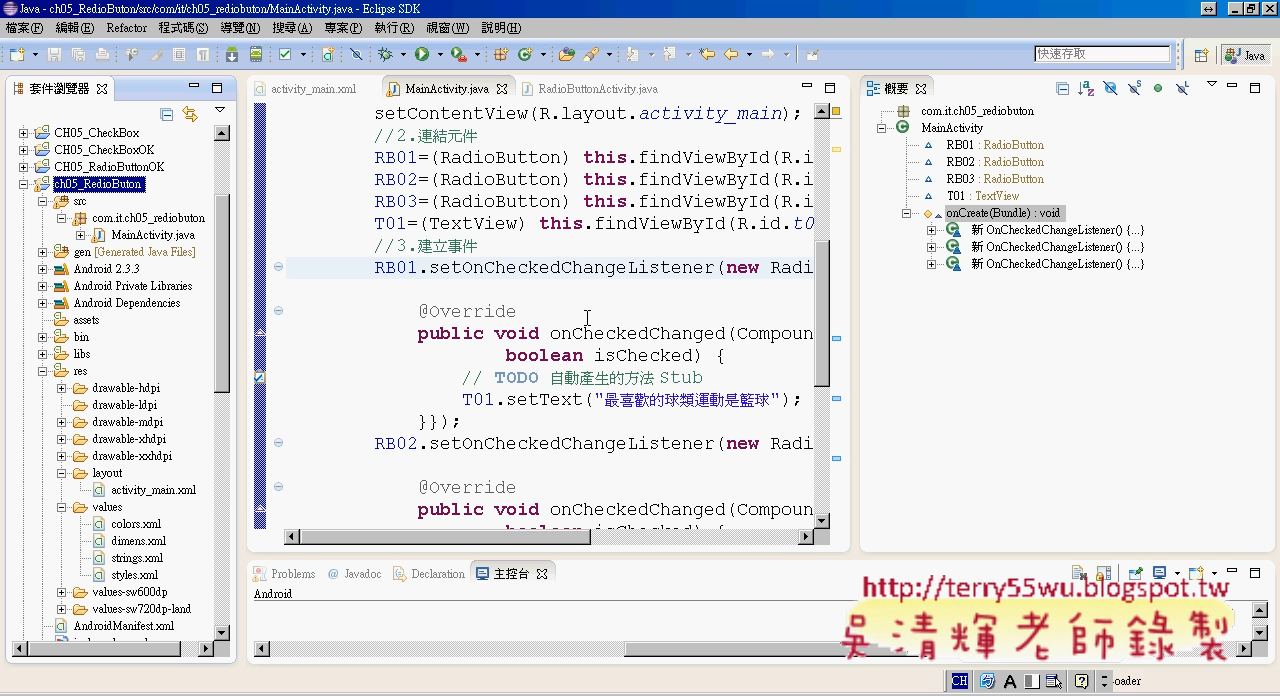 Java - ch05_RedioButon/src/com/it/ch05_rediobuton/MainActivity.java - Eclipse SDK
檔案(F) 編輯(E) Refactor 程式碼(S) 導覽(N) 搜尋(A) 專案(P) 執行(R) 視窗(W) 說明(H)
快速存取
Java
套件瀏覽器
CH05_CheckBox
CH05_CheckBoxOK
CH05_RadioButtonOK
ch05_RedioButon
src
com.it.ch05_rediobuton
MainActivity.java
gen [Generated Java Files]
Android 2.3.3
Android Private Libraries
Android Dependencies
assets
bin
libs
res
drawable-hdpi
drawable-ldpi
drawable-mdpi
drawable-xhdpi
drawable-xxhdpi
layout
activity_main.xml
values
colors.xml
dimens.xml
strings.xml
styles.xml
values-sw600dp
values-sw720dp-land
AndroidManifest.xml
activity_main.xml MainActivity.java RadioButtonActivity.java
setContentView(R.layout.activity_main);
//2.連結元件
RB01=(RadioButton) this.findViewById(R.i
RB02=(RadioButton) this.findViewById(R.i
RB03=(RadioButton) this.findViewById(R.i
T01=(TextView) this.findViewById(R.id.t0
//3.建立事件
RB01.setOnCheckedChangeListener(new Radi
@Override
public void onCheckedChanged(Compoun
boolean isChecked) {
// TODO 自動產生的方法 Stub
T01.setText("最喜歡的球類運動是籃球");
}});
RB02.setOnCheckedChangeListener(new Radi
@Override
public void onCheckedChanged(Compoun
boolean isChecked) {
概要
com.it.ch05_rediobuton
MainActivity
RB01 : RadioButton
RB02 : RadioButton
RB03 : RadioButton
T01 : TextView
onCreate(Bundle) : void
新 OnCheckedChangeListener() {...}
新 OnCheckedChangeListener() {...}
新 OnCheckedChangeListener() {...}
Problems Javadoc Declaration 主控台
Android
http://terry55wu.blogspot.tw
吳清輝老師錄製
CH
oader